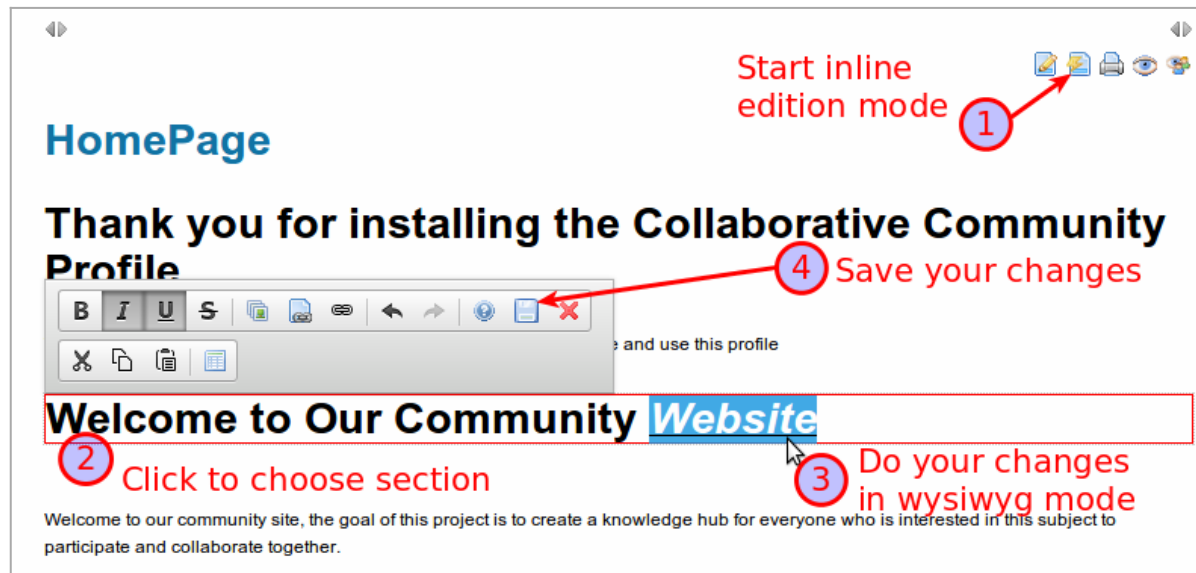 Start inline
edition mode
1
HomePage
Thank you for installing the Collaborative Community
Profile
4 Save your changes
B I U S
and use this profile
Welcome to Our Community Website
2
Click to choose section
3
Do your changes
in wysiwyg mode
Welcome to our community site, the goal of this project is to create a knowledge hub for everyone who is interested in this subject to
participate and collaborate together.